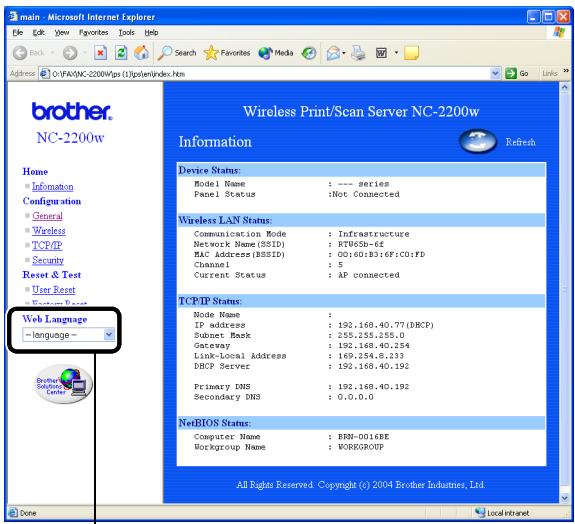 main - Microsoft Internet Explorer
File Edit View Favorites Tools Help
Back Search Favorites Media
Address O:\FAX\NC-2200W\ps (1)\ps\en\index.htm Go Links »
brother.
NC-2200w
Home
Infomation
Configuration
General
Wireless
TCP/IP
Security
Reset & Test
User Reset
Factory Reset
Web Language
-- language --
Brother
Solutions
Center
Wireless Print/Scan Server NC-2200w
Information Refresh
Device Status:
Model Name : --- series
Panel Status :Not Connected
Wireless LAN Status:
Communication Mode : Infrastructure
Network Name(SSID) : RTW65b-6f
MAC Address(BSSID) : 00:60:B3:6F:C0:FD
Channel : 5
Current Status : AP connected
TCP/IP Status:
Node Name :
IP address : 192.168.40.77(DHCP)
Subnet Mask : 255.255.255.0
Gateway : 192.168.40.254
Link-Local Address : 169.254.8.233
DHCP Server : 192.168.40.192
Primary DNS : 192.168.40.192
Secondary DNS : 0.0.0.0
NetBIOS Status:
Computer Name : BRN-0016BE
Workgroup Name : WORKGROUP
All Rights Reserved. Copyright (c) 2004 Brother Industries, Ltd.
Done Local intranet